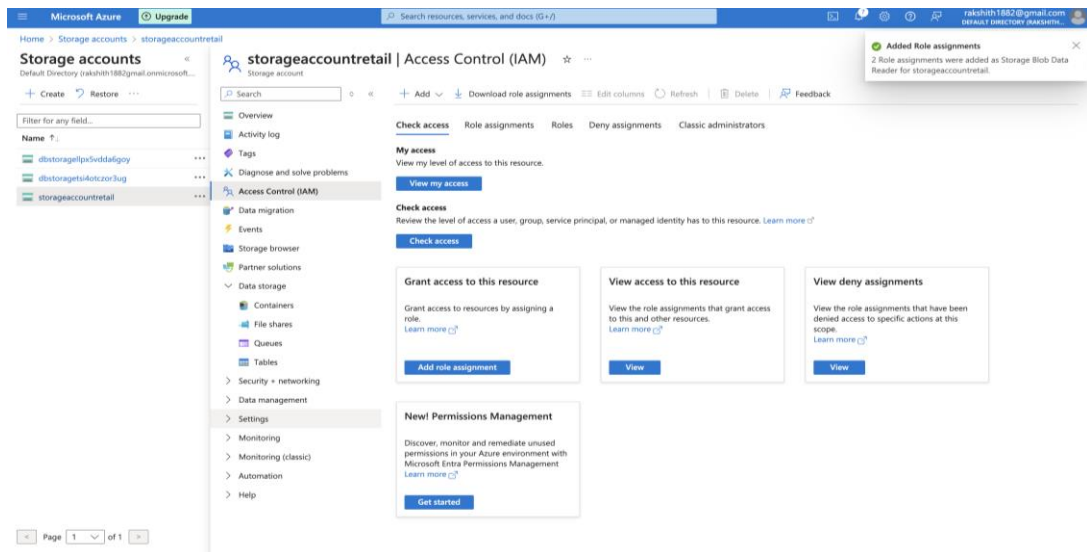 Microsoft Azure
Upgrade
Search resources, services, and docs (G+/)
rakshith1882@gmail.com
DEFAULT DIRECTORY (RAKSHITH...
Home > Storage accounts > storageaccountretail
Storage accounts
Default Directory (rakshith1882gmail.onmicrosoft....
+ Create
Restore
...
Filter for any field...
Name ↑↓
dbstoragellpx5vdda6goy
dbstoragetsi4otczor3ug
storageaccountretail
< Page 1 of 1 >
storageaccountretail | Access Control (IAM)
Storage account
Search
Overview
Activity log
Tags
Diagnose and solve problems
Access Control (IAM)
Data migration
Events
Storage browser
Partner solutions
Data storage
Containers
File shares
Queues
Tables
Security + networking
Data management
Settings
Monitoring
Monitoring (classic)
Automation
Help
+ Add
Download role assignments
Edit columns
Refresh
Delete
Feedback
Check access
Role assignments
Roles
Deny assignments
Classic administrators
My access
View my level of access to this resource.
View my access
Check access
Review the level of access a user, group, service principal, or managed identity has to this resource. Learn more
Check access
Grant access to this resource
Grant access to resources by assigning a
role.
Learn more
Add role assignment
View access to this resource
View the role assignments that grant access
to this and other resources.
Learn more
View
View deny assignments
View the role assignments that have been
denied access to specific actions at this
scope.
Learn more
View
New! Permissions Management
Discover, monitor and remediate unused
permissions in your Azure environment with
Microsoft Entra Permissions Management
Learn more
Get started
Added Role assignments
2 Role assignments were added as Storage Blob Data
Reader for storageaccountretail.